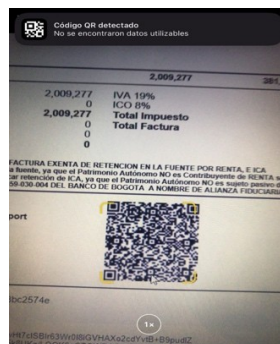 Código QR detectado
No se encontraron datos utilizables
2,009,277
2,009,277 IVA 19%
0 ICO 8%
2,009,277 Total Impuesto
0 Total Factura
0
0
FACTURA EXENTA DE RETENCION EN LA FUENTE POR RENTA, E ICA
a fuente, ya que el Patrimonio Autónomo NO es Contribuyente de RENTA s
car retención de ICA, ya que el Patrimonio Autónomo NO es sujeto pasivo d
59-030-004 DEL BANCO DE BOGOTA A NOMBRE DE ALIANZA FIDUCIARI
port
bc2574e
1×